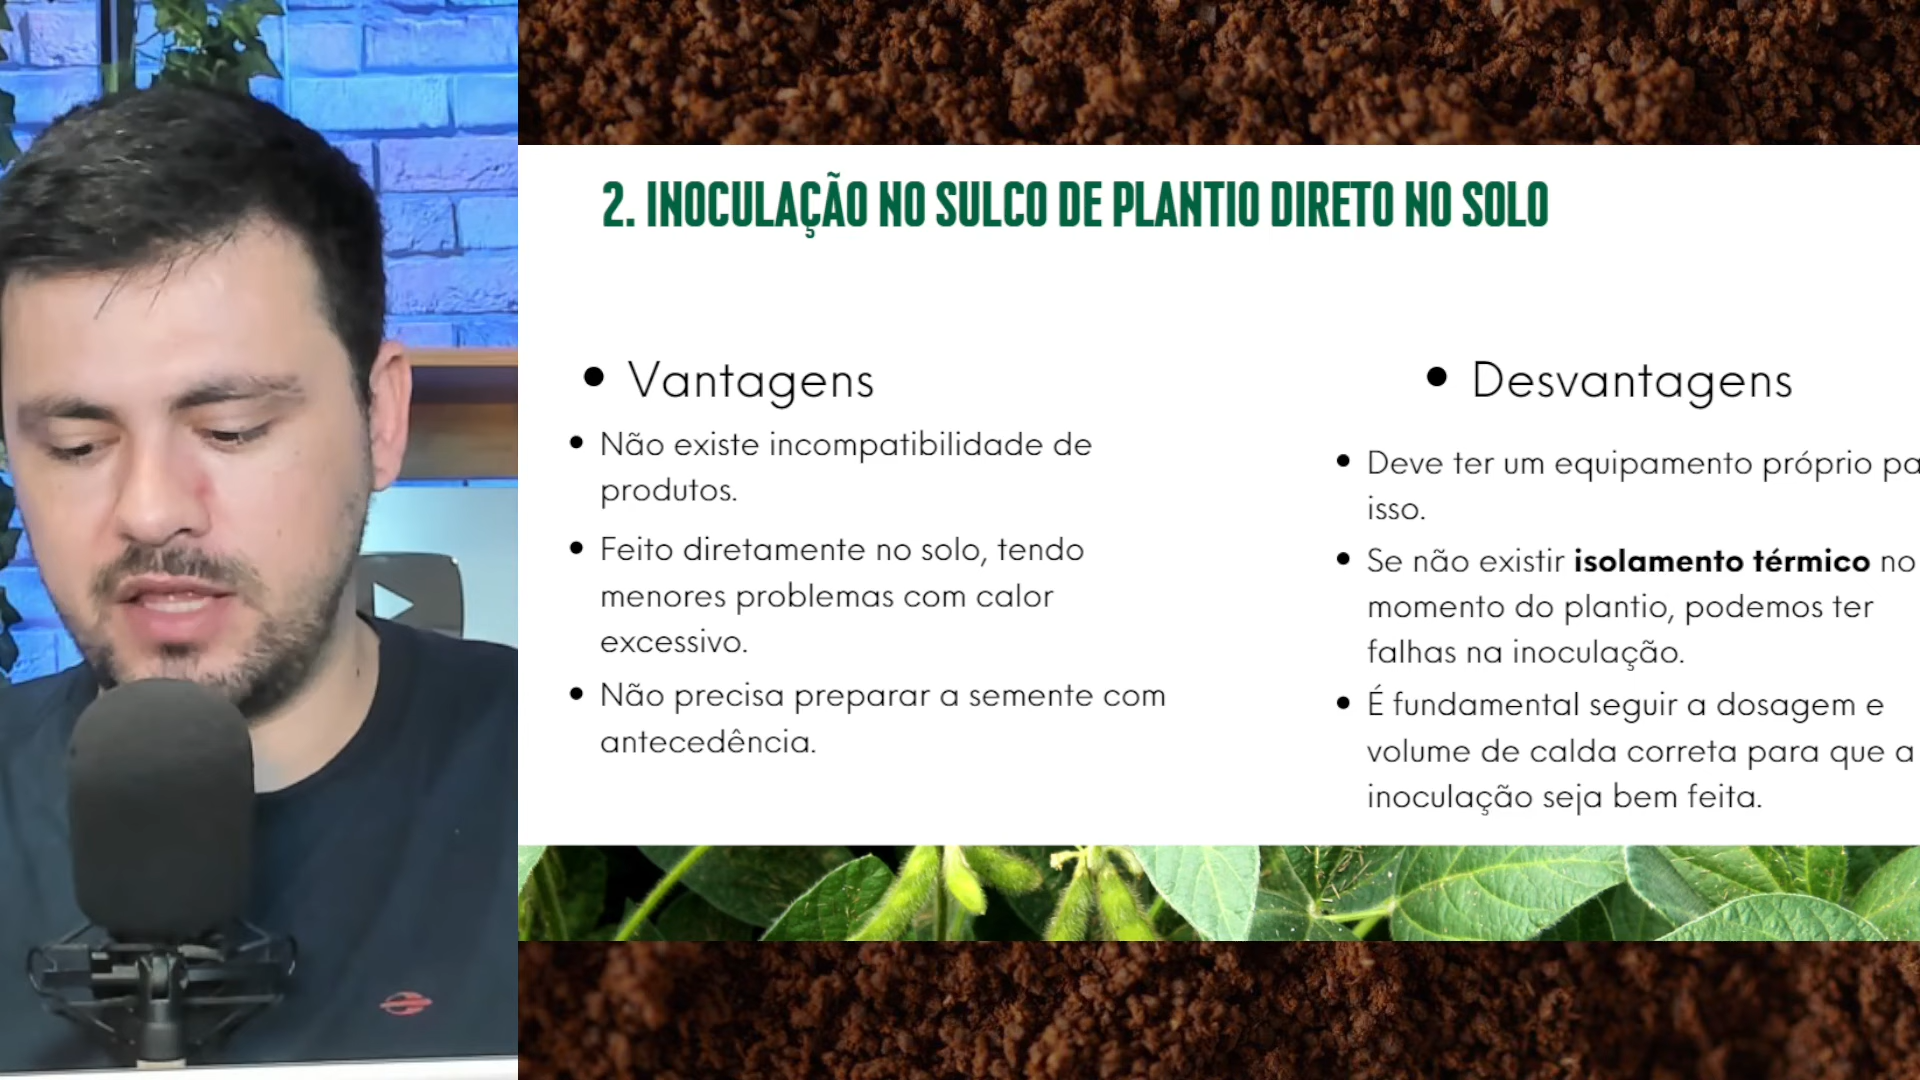 2. INOCULAÇÃO NO SULCO DE PLANTIO DIRETO NO SOLO
• Vantagens
• Não existe incompatibilidade de
produtos.
• Feito diretamente no solo, tendo
menores problemas com calor
excessivo.
• Não precisa preparar a semente com
antecedência.
• Desvantagens
• Deve ter um equipamento próprio pa
isso.
• Se não existir isolamento térmico no
momento do plantio, podemos ter
falhas na inoculação.
• É fundamental seguir a dosagem e
volume de calda correta para que a
inoculação seja bem feita.